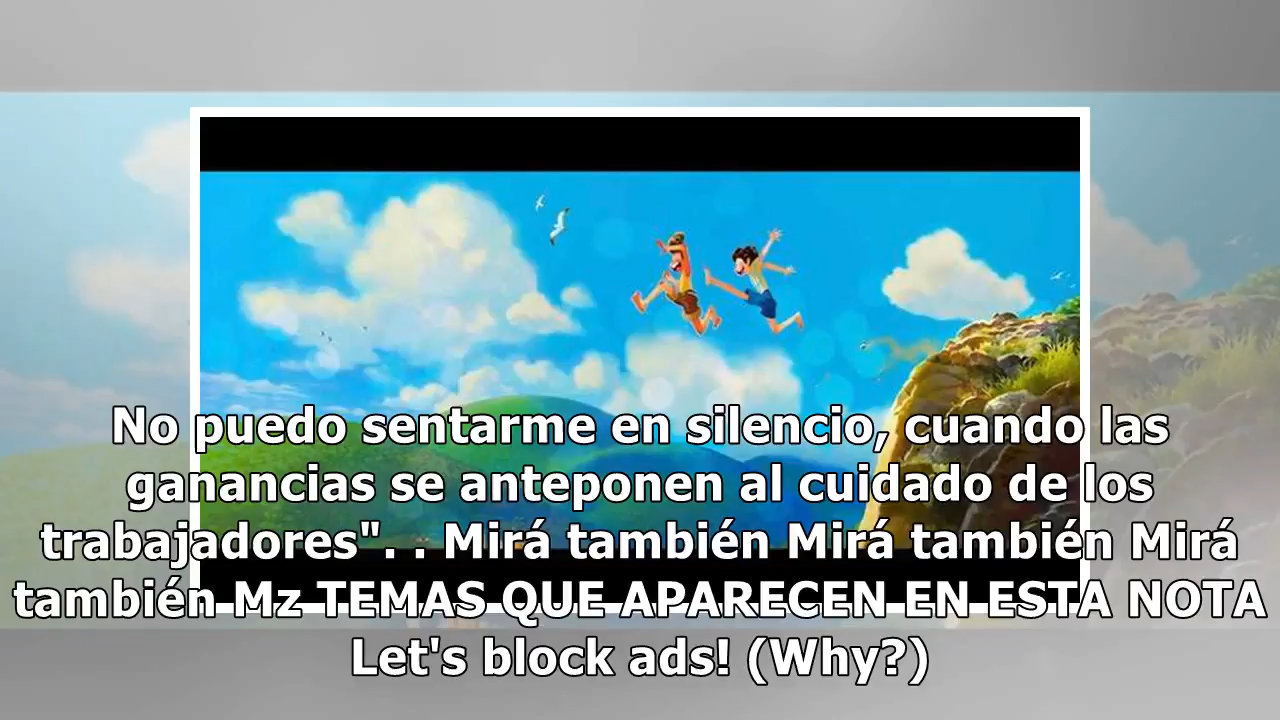 No puedo sentarme en silencio, cuando las
ganancias se anteponen al cuidado de los
trabajadores". . Mirá también Mirá también Mirá
también Mz TEMAS QUE APARECEN EN ESTA NOTA
Let's block ads! (Why?)